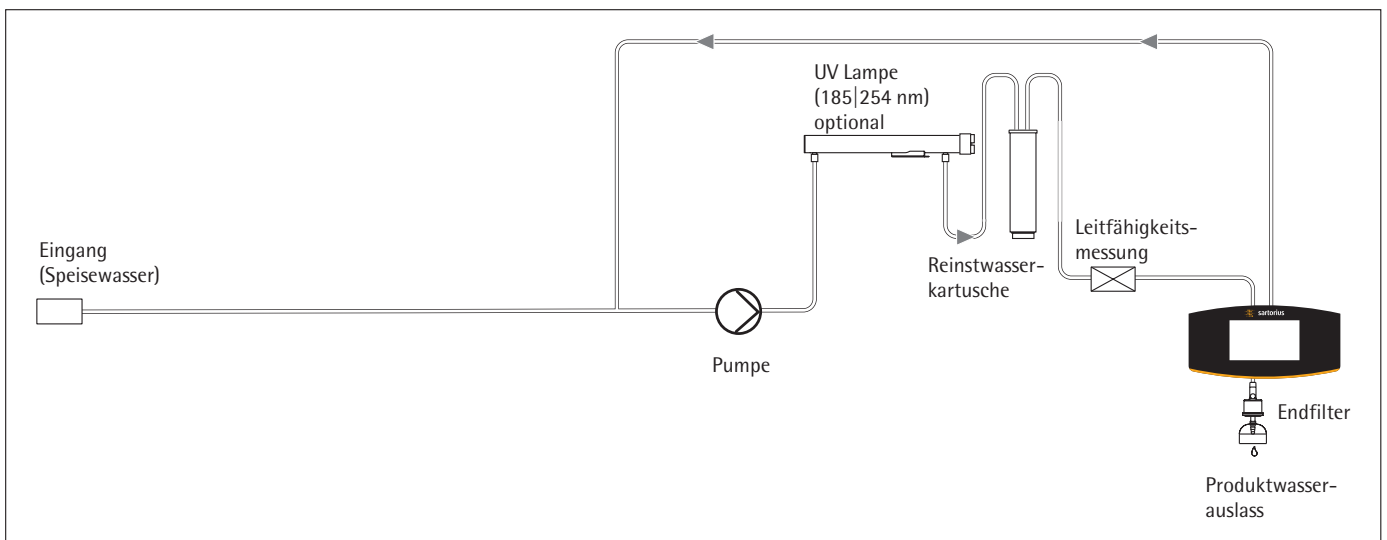 UV Lampe
(185|254 nm)
optional
Eingang
(Speisewasser)
Reinstwasser-
kartusche
Leitfähigkeits-
messung
Pumpe
sartorius
Endfilter
Produktwasser-
auslass